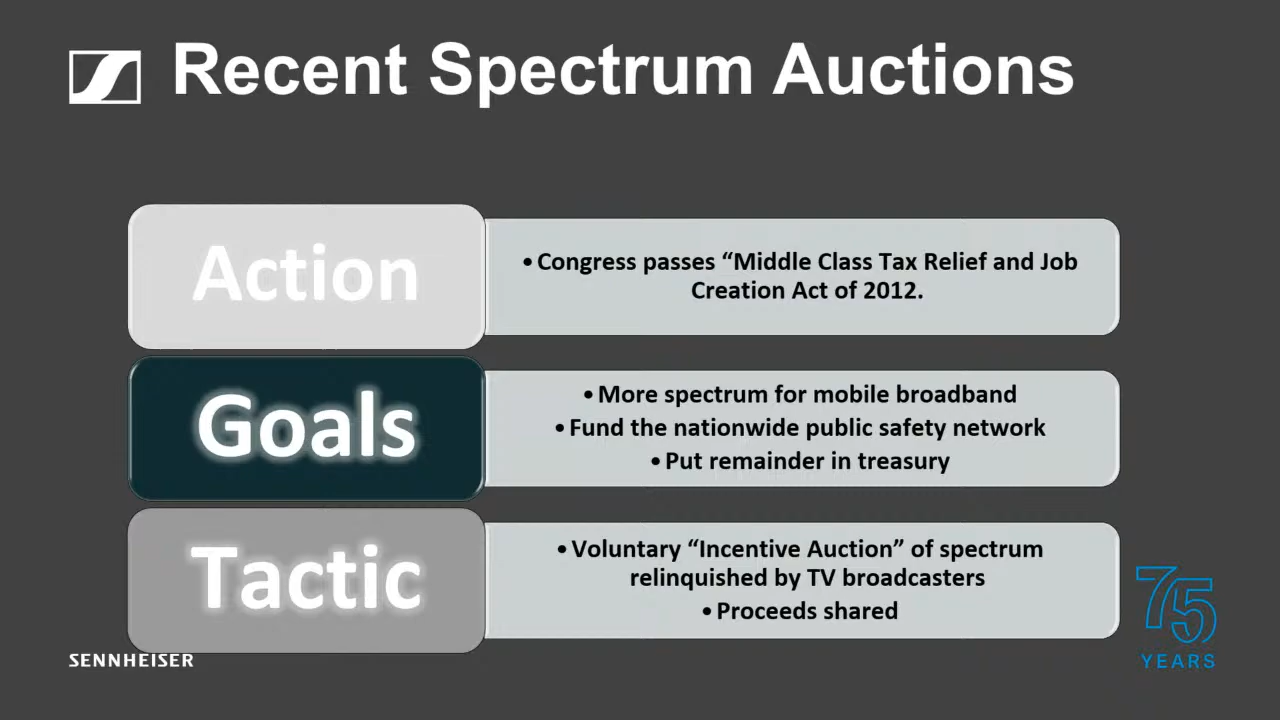 Recent Spectrum Auctions
Action
• Congress passes “Middle Class Tax Relief and Job
Creation Act of 2012.
Goals
• More spectrum for mobile broadband
• Fund the nationwide public safety network
• Put remainder in treasury
Tactic
• Voluntary “Incentive Auction” of spectrum
relinquished by TV broadcasters
• Proceeds shared
SENNHEISER
75
YEARS